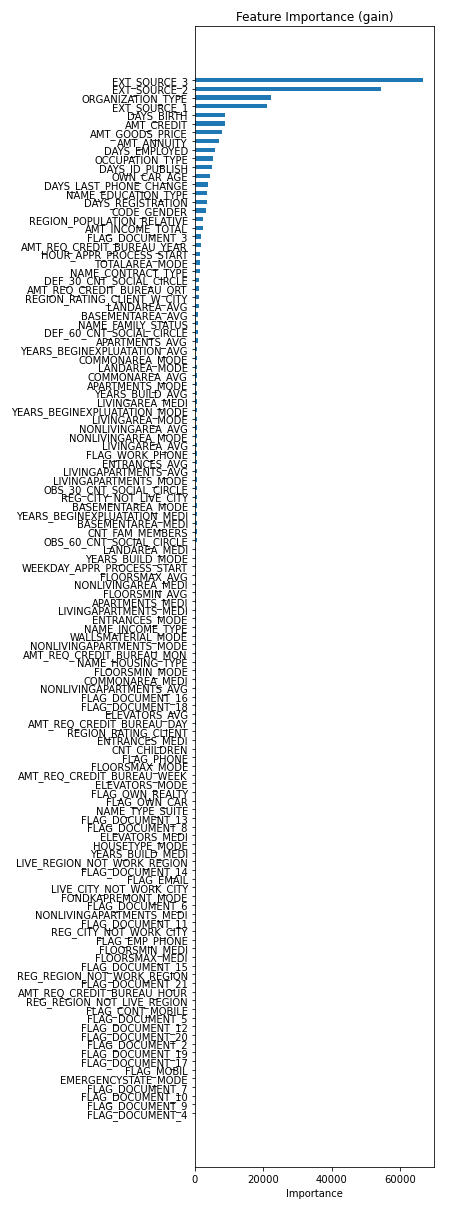 Feature Importance (gain)
EXT_SOURCE_3
EXT_SOURCE_2
ORGANIZATION_TYPE
EXT_SOURCE_1
DAYS_BIRTH
AMT_CREDIT
AMT_GOODS_PRICE
AMT_ANNUITY
DAYS_EMPLOYED
OCCUPATION_TYPE
DAYS_ID_PUBLISH
OWN_CAR_AGE
DAYS_LAST_PHONE_CHANGE
NAME_EDUCATION_TYPE
DAYS_REGISTRATION
CODE_GENDER
REGION_POPULATION_RELATIVE
AMT_INCOME_TOTAL
FLAG_DOCUMENT_3
AMT_REQ_CREDIT_BUREAU_YEAR
HOUR_APPR_PROCESS_START
TOTALAREA_MODE
NAME_CONTRACT_TYPE
DEF_30_CNT_SOCIAL_CIRCLE
AMT_REQ_CREDIT_BUREAU_QRT
REGION_RATING_CLIENT_W_CITY
LANDAREA_AVG
BASEMENTAREA_AVG
NAME_FAMILY_STATUS
DEF_60_CNT_SOCIAL_CIRCLE
APARTMENTS_AVG
YEARS_BEGINEXPLUATATION_AVG
COMMONAREA_MODE
LANDAREA_MODE
COMMONAREA_AVG
APARTMENTS_MODE
YEARS_BUILD_AVG
LIVINGAREA_MEDI
YEARS_BEGINEXPLUATATION_MODE
LIVINGAREA_MODE
NONLIVINGAREA_AVG
NONLIVINGAREA_MODE
LIVINGAREA_AVG
FLAG_WORK_PHONE
ENTRANCES_AVG
LIVINGAPARTMENTS_AVG
LIVINGAPARTMENTS_MODE
OBS_30_CNT_SOCIAL_CIRCLE
REG_CITY_NOT_LIVE_CITY
BASEMENTAREA_MODE
YEARS_BEGINEXPLUATATION_MEDI
BASEMENTAREA_MEDI
CNT_FAM_MEMBERS
OBS_60_CNT_SOCIAL_CIRCLE
LANDAREA_MEDI
YEARS_BUILD_MODE
WEEKDAY_APPR_PROCESS_START
FLOORSMAX_AVG
NONLIVINGAREA_MEDI
FLOORSMIN_AVG
APARTMENTS_MEDI
LIVINGAPARTMENTS_MEDI
ENTRANCES_MODE
NAME_INCOME_TYPE
WALLSMATERIAL_MODE
NONLIVINGAPARTMENTS_MODE
AMT_REQ_CREDIT_BUREAU_MON
NAME_HOUSING_TYPE
FLOORSMIN_MODE
COMMONAREA_MEDI
NONLIVINGAPARTMENTS_AVG
FLAG_DOCUMENT_16
FLAG_DOCUMENT_18
ELEVATORS_AVG
AMT_REQ_CREDIT_BUREAU_DAY
REGION_RATING_CLIENT
ENTRANCES_MEDI
CNT_CHILDREN
FLAG_PHONE
FLOORSMAX_MODE
AMT_REQ_CREDIT_BUREAU_WEEK
ELEVATORS_MODE
FLAG_OWN_REALTY
FLAG_OWN_CAR
NAME_TYPE_SUITE
FLAG_DOCUMENT_13
FLAG_DOCUMENT_8
ELEVATORS_MEDI
HOUSETYPE_MODE
YEARS_BUILD_MEDI
LIVE_REGION_NOT_WORK_REGION
FLAG_DOCUMENT_14
FLAG_EMAIL
LIVE_CITY_NOT_WORK_CITY
FONDKAPREMONT_MODE
FLAG_DOCUMENT_6
NONLIVINGAPARTMENTS_MEDI
FLAG_DOCUMENT_11
REG_CITY_NOT_WORK_CITY
FLAG_EMP_PHONE
FLOORSMIN_MEDI
FLOORSMAX_MEDI
FLAG_DOCUMENT_15
REG_REGION_NOT_WORK_REGION
FLAG_DOCUMENT_21
AMT_REQ_CREDIT_BUREAU_HOUR
REG_REGION_NOT_LIVE_REGION
FLAG_CONT_MOBILE
FLAG_DOCUMENT_5
FLAG_DOCUMENT_12
FLAG_DOCUMENT_20
FLAG_DOCUMENT_2
FLAG_DOCUMENT_19
FLAG_DOCUMENT_17
FLAG_MOBIL
EMERGENCYSTATE_MODE
FLAG_DOCUMENT_7
FLAG_DOCUMENT_10
FLAG_DOCUMENT_9
FLAG_DOCUMENT_4
0 20000 40000 60000
Importance